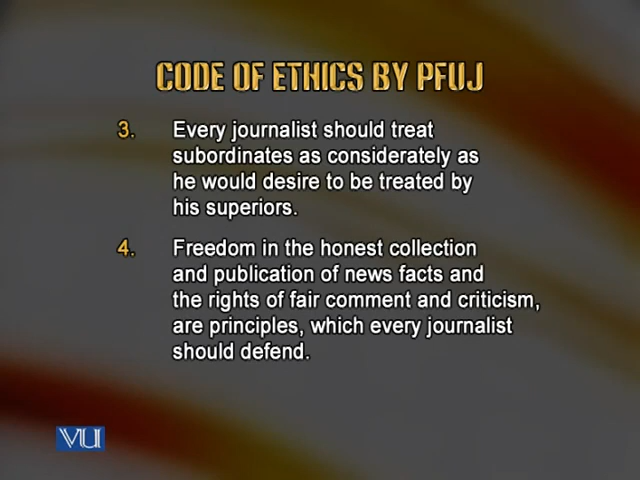 CODE OF ETHICS BY PFUJ
3. Every journalist should treat
subordinates as considerately as
he would desire to be treated by
his superiors.
4. Freedom in the honest collection
and publication of news facts and
the rights of fair comment and criticism,
are principles, which every journalist
should defend.
VU